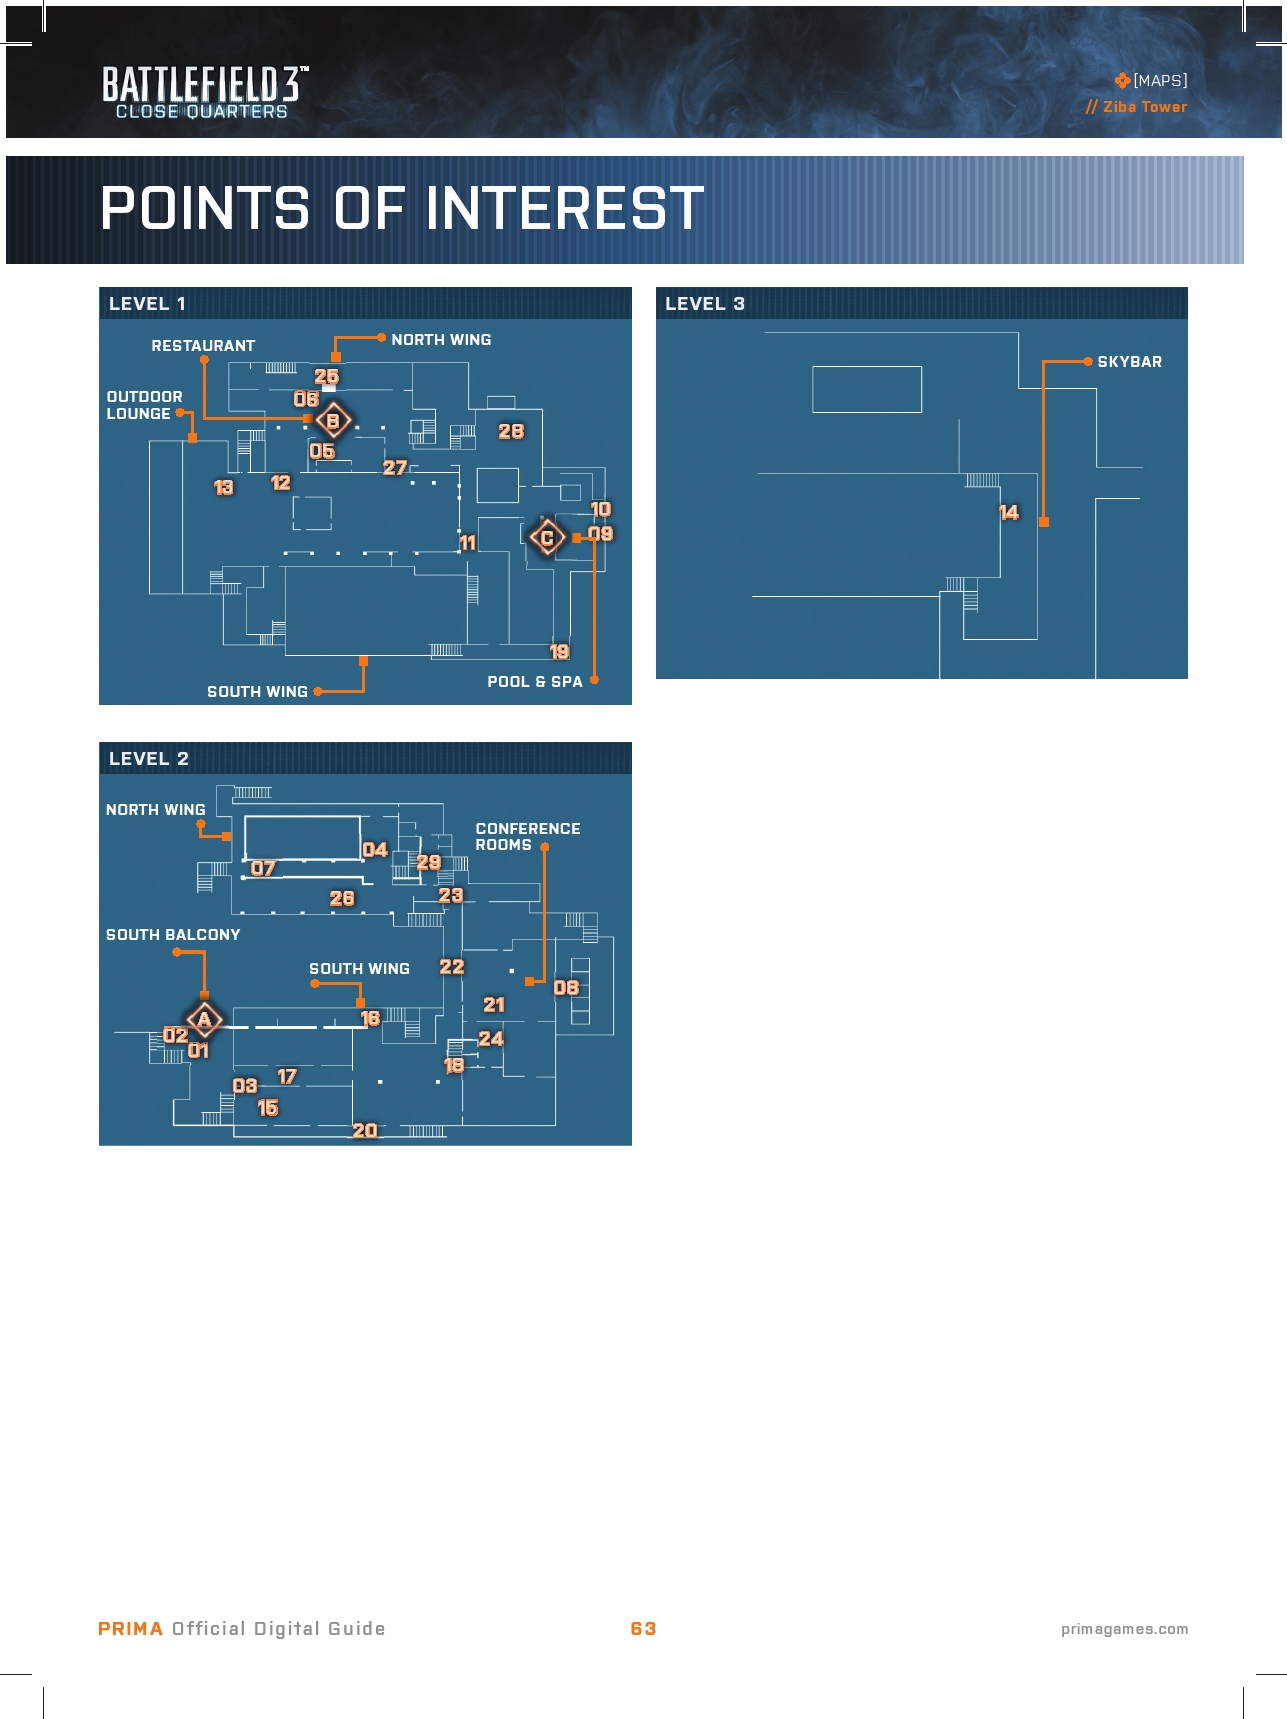 BATTLEFIELD 3™
CLOSE QUARTERS
[MAPS]
// Ziba Tower
POINTS OF INTEREST
LEVEL 1
NORTH WING
RESTAURANT
OUTDOOR
LOUNGE
25
06
B
05
28
27
12
13
10
09
C
11
19
POOL & SPA
SOUTH WING
LEVEL 3
SKYBAR
14
LEVEL 2
NORTH WING
CONFERENCE
ROOMS
04
29
07
26
23
SOUTH BALCONY
SOUTH WING
22
08
21
A
16
02
01
24
18
17
03
15
20
PRIMA Official Digital Guide
63
primagames.com